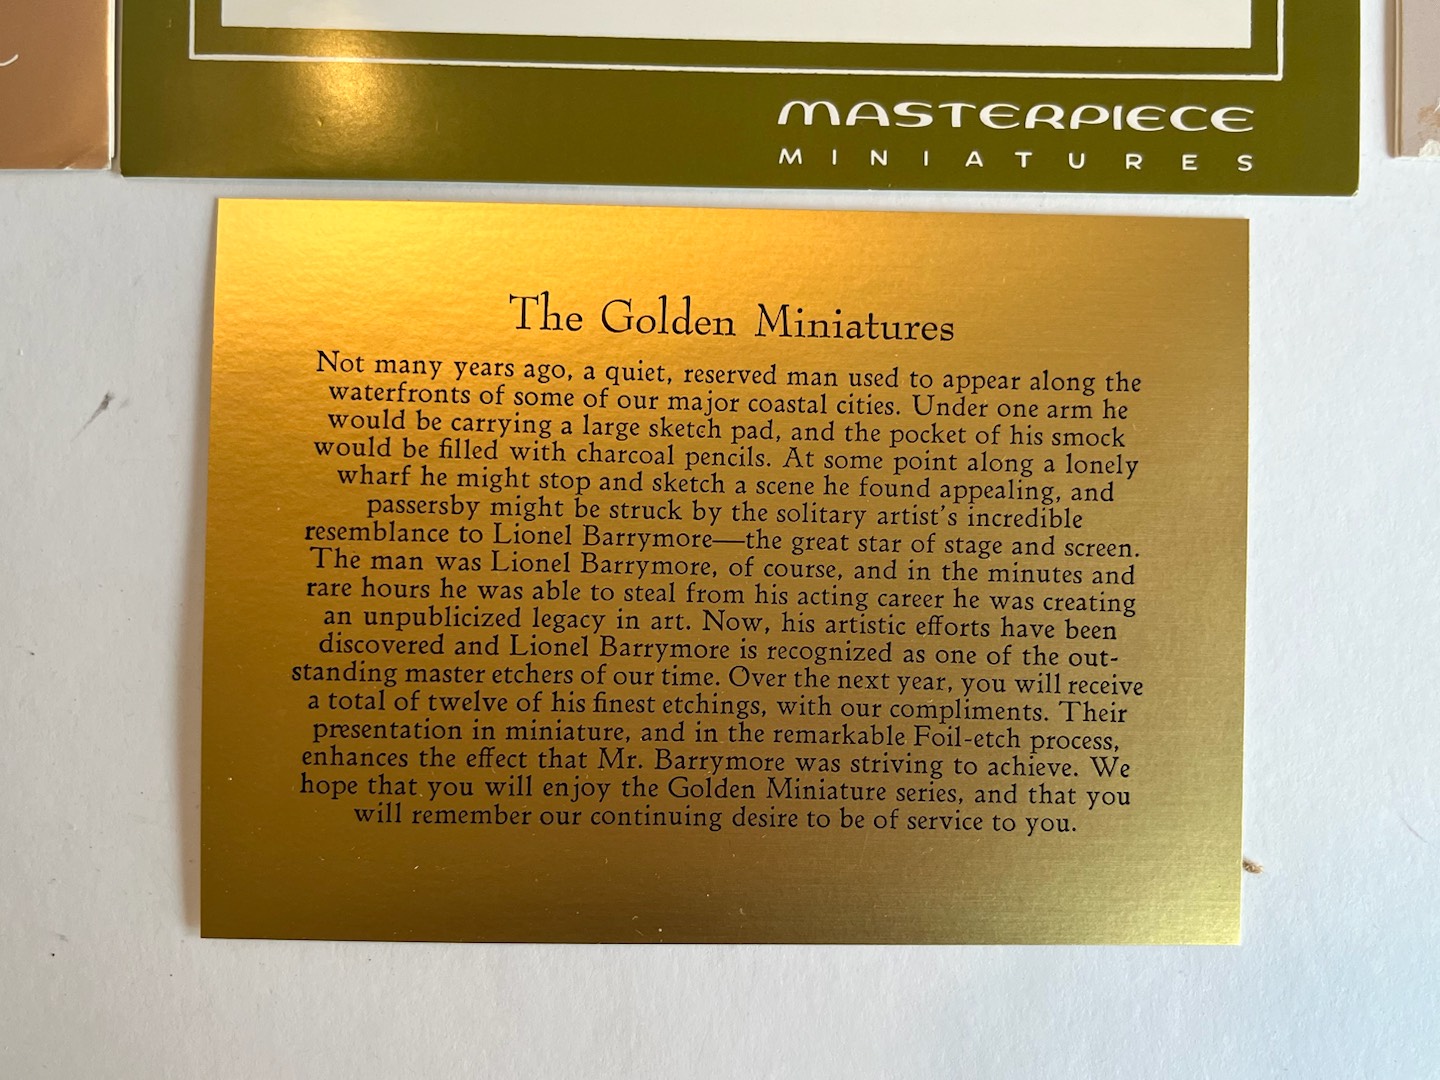 MASTERPIECE
MINIATURES
The Golden Miniatures
Not many years ago, a quiet, reserved man used to appear along the
waterfronts of some of our major coastal cities. Under one arm he
would be carrying a large sketch pad, and the pocket of his smock
would be filled with charcoal pencils. At some point along a lonely
wharf he might stop and sketch a scene he found appealing, and
passersby might be struck by the solitary artist's incredible
resemblance to Lionel Barrymore—the great star of stage and screen.
The man was Lionel Barrymore, of course, and in the minutes and
rare hours he was able to steal from his acting career he was creating
an unpublicized legacy in art. Now, his artistic efforts have been
discovered and Lionel Barrymore is recognized as one of the out-
standing master etchers of our time. Over the next year, you will receive
a total of twelve of his finest etchings, with our compliments. Their
presentation in miniature, and in the remarkable Foil-etch process,
enhances the effect that Mr. Barrymore was striving to achieve. We
hope that you will enjoy the Golden Miniature series, and that you
will remember our continuing desire to be of service to you.